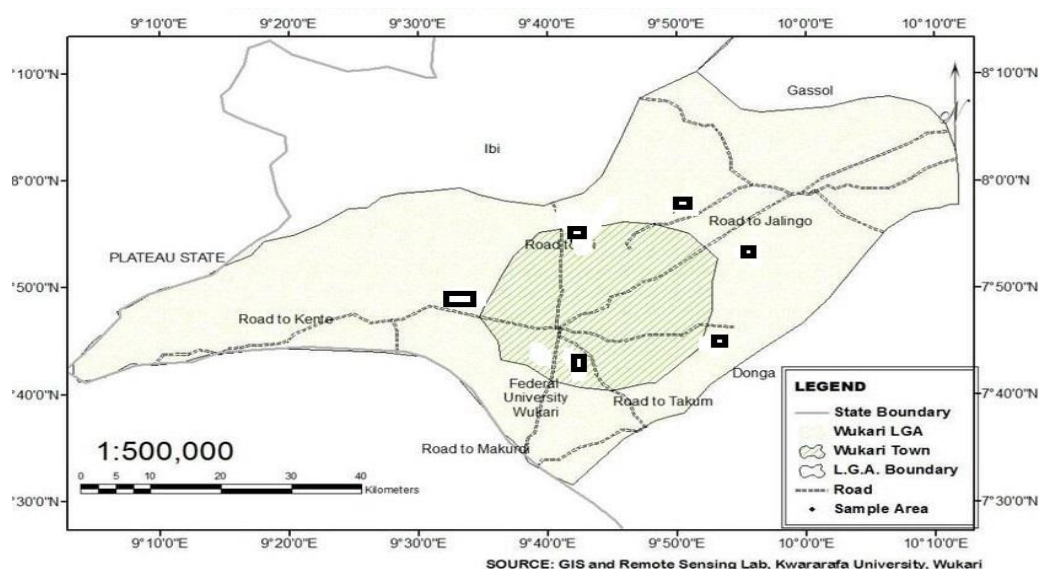 9°10'0"E 9°20'0"E 9°30'0"E 9°40'0"E 9°50'0"E 10°0'0"E 10°10'0"E
°10'0"N 8°10'0"N
Gassol
Ibi
8°0'0"N 8°0'0"N
Road to Jalingo
Road to
PLATEAU STATE
°50'0"N 7°50'0"N
Road to Kente
Donga
Federal
University
Wukari
°40'0"N 7°40'0"N
Road to Takum
Road to Makurdi
LEGEND
State Boundary
Wukari LGA
Wukari Town
L.G.A. Boundary
Road
Sample Area
1:500,000
0 5 10 20 30 40
Kilometers
°30'0"N 7°30'0"N
9°10'0"E 9°20'0"E 9°30'0"E 9°40'0"E 9°50'0"E 10°0'0"E 10°10'0"E
SOURCE: GIS and Remote Sensing Lab, Kwararafa University, Wukari